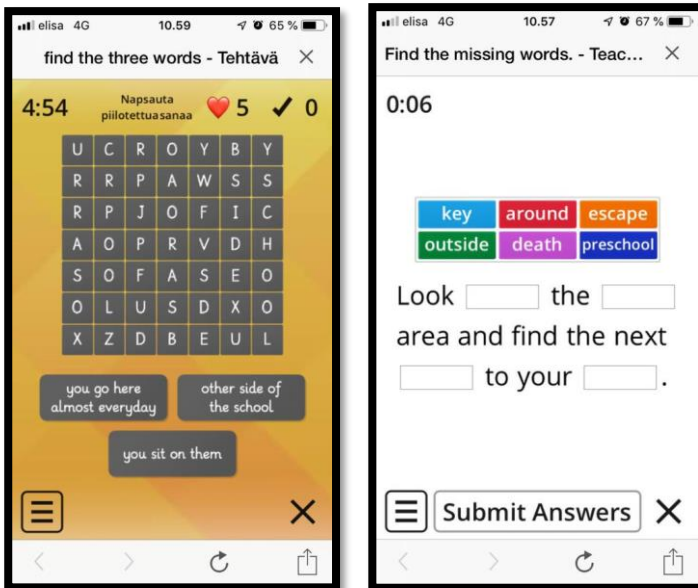 elisa 4G 10.59 65 %
find the three words - Tehtävä ×
4:54
Napsauta
piilotettua sanaa
5 ✓ 0
U C R O Y B Y
R R P A W S S
R P J O F I C
A O P R V D H
S O F A S E O
O L U S D X O
X Z D B E U L
you go here
almost everyday
other side of
the school
you sit on them
elisa 4G 10.57 67 %
Find the missing words. - Teac... ×
0:06
key around escape
outside death preschool
Look the
area and find the next
to your .
Submit Answers